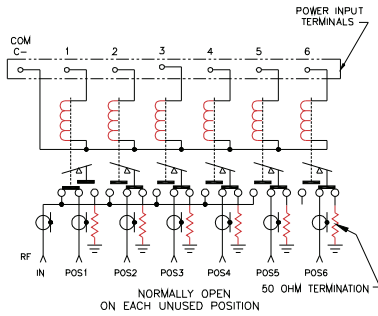 POWER INPUT
TERMINALS
COM
C-
1 2 3 4 5 6
RF
IN POS1 POS2 POS3 POS4 POS5 POS6
50 OHM TERMINATION
NORMALLY OPEN
ON EACH UNUSED POSITION